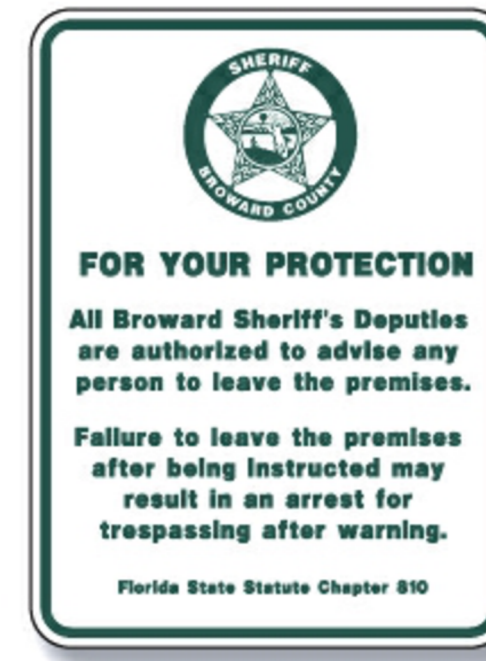 SHERIFF
BROWARD COUNTY
FOR YOUR PROTECTION
All Broward Sheriff's Deputies
are authorized to advise any
person to leave the premises.
Failure to leave the premises
after being instructed may
result in an arrest for
trespassing after warning.
Florida State Statute Chapter 810